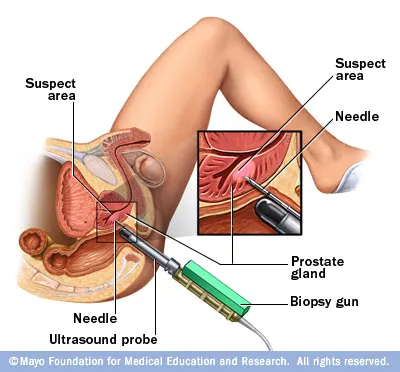 Suspect
area
Suspect
area
Needle
Prostate
gland
Biopsy gun
Needle
Ultrasound probe
©Mayo Foundation for Medical Education and Research. All rights reserved.